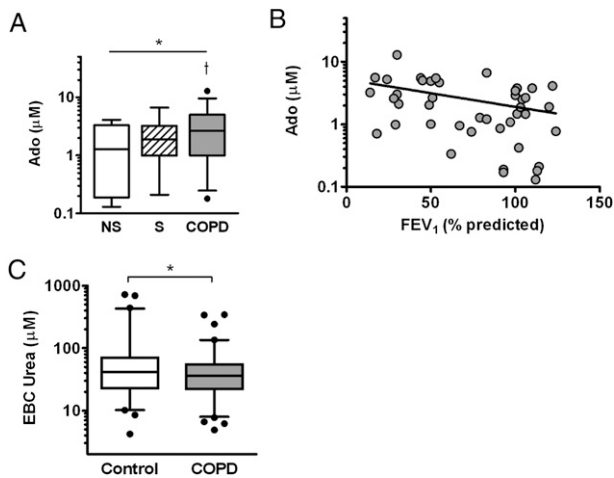 A
*
†
Ado (µM)
10
1
0.1
NS S COPD
B
Ado (µM)
10
1
0.1
0 50 100 150
FEV₁ (% predicted)
C
*
EBC Urea (µM)
1000
100
10
Control COPD